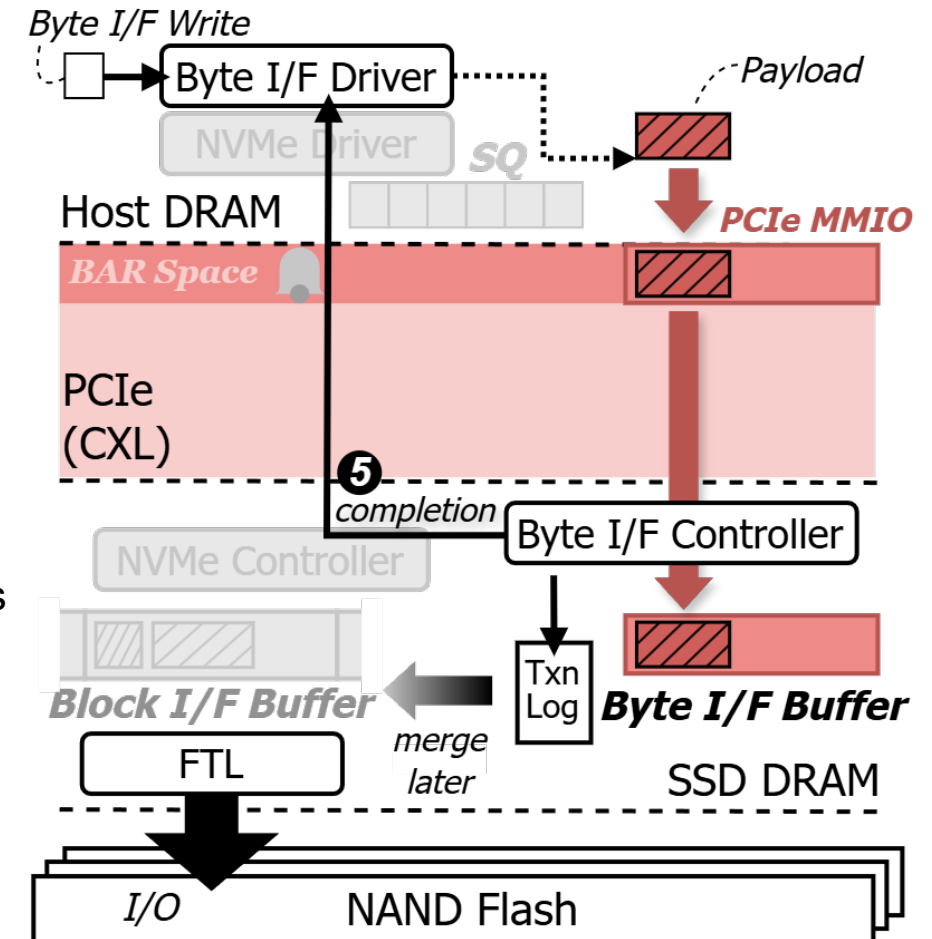 Byte I/F Write
Byte I/F Driver
Payload
NVMe Driver
SQ
Host DRAM
PCIe MMIO
BAR Space
PCIe
(CXL)
5
completion
Byte I/F Controller
NVMe Controller
s
Txn
Log
Block I/F Buffer
Byte I/F Buffer
merge
later
FTL
SSD DRAM
I/O
NAND Flash